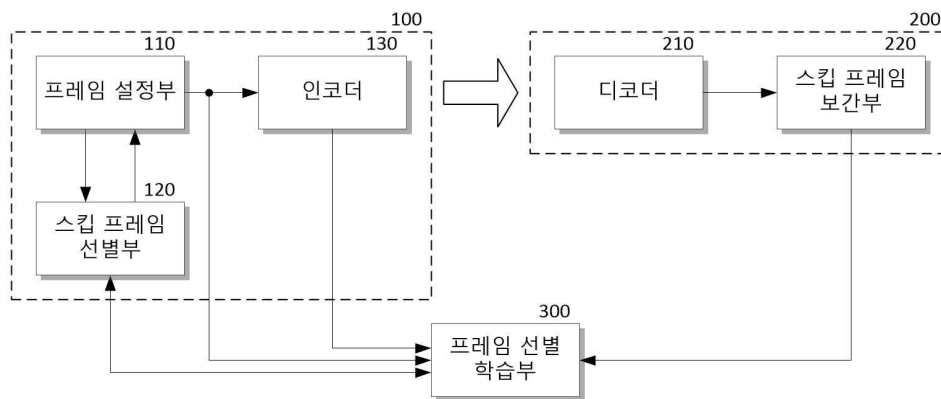 100
200
110
130
210
220
프레임 설정부
인코더
디코더
스킵 프레임
보간부
120
스킵 프레임
선별부
300
프레임 선별
학습부